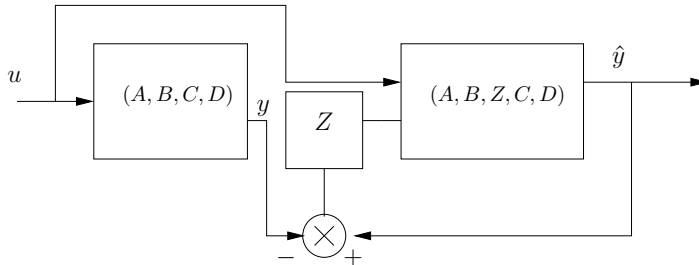 u
(A, B, C, D)
y
Z
(A, B, Z, C, D)
ŷ
−
+